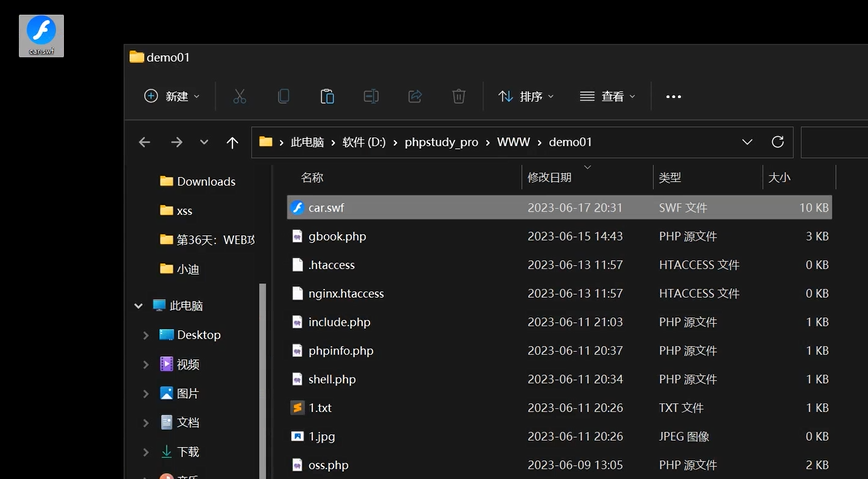 car.swf
demo01
新建
排序
查看
此电脑 软件 (D:) phpstudy_pro WWW demo01
名称 修改日期 类型 大小
Downloads
xss
第36天：WEB攻
小迪
此电脑
Desktop
视频
图片
文档
下载
音乐
car.swf 2023-06-17 20:31 SWF 文件 10 KB
gbook.php 2023-06-15 14:43 PHP 源文件 3 KB
.htaccess 2023-06-13 11:57 HTACCESS 文件 0 KB
nginx.htaccess 2023-06-13 11:57 HTACCESS 文件 0 KB
include.php 2023-06-11 21:03 PHP 源文件 1 KB
phpinfo.php 2023-06-11 20:37 PHP 源文件 1 KB
shell.php 2023-06-11 20:34 PHP 源文件 1 KB
1.txt 2023-06-11 20:26 TXT 文件 1 KB
1.jpg 2023-06-11 20:26 JPEG 图像 0 KB
oss.php 2023-06-09 13:05 PHP 源文件 2 KB